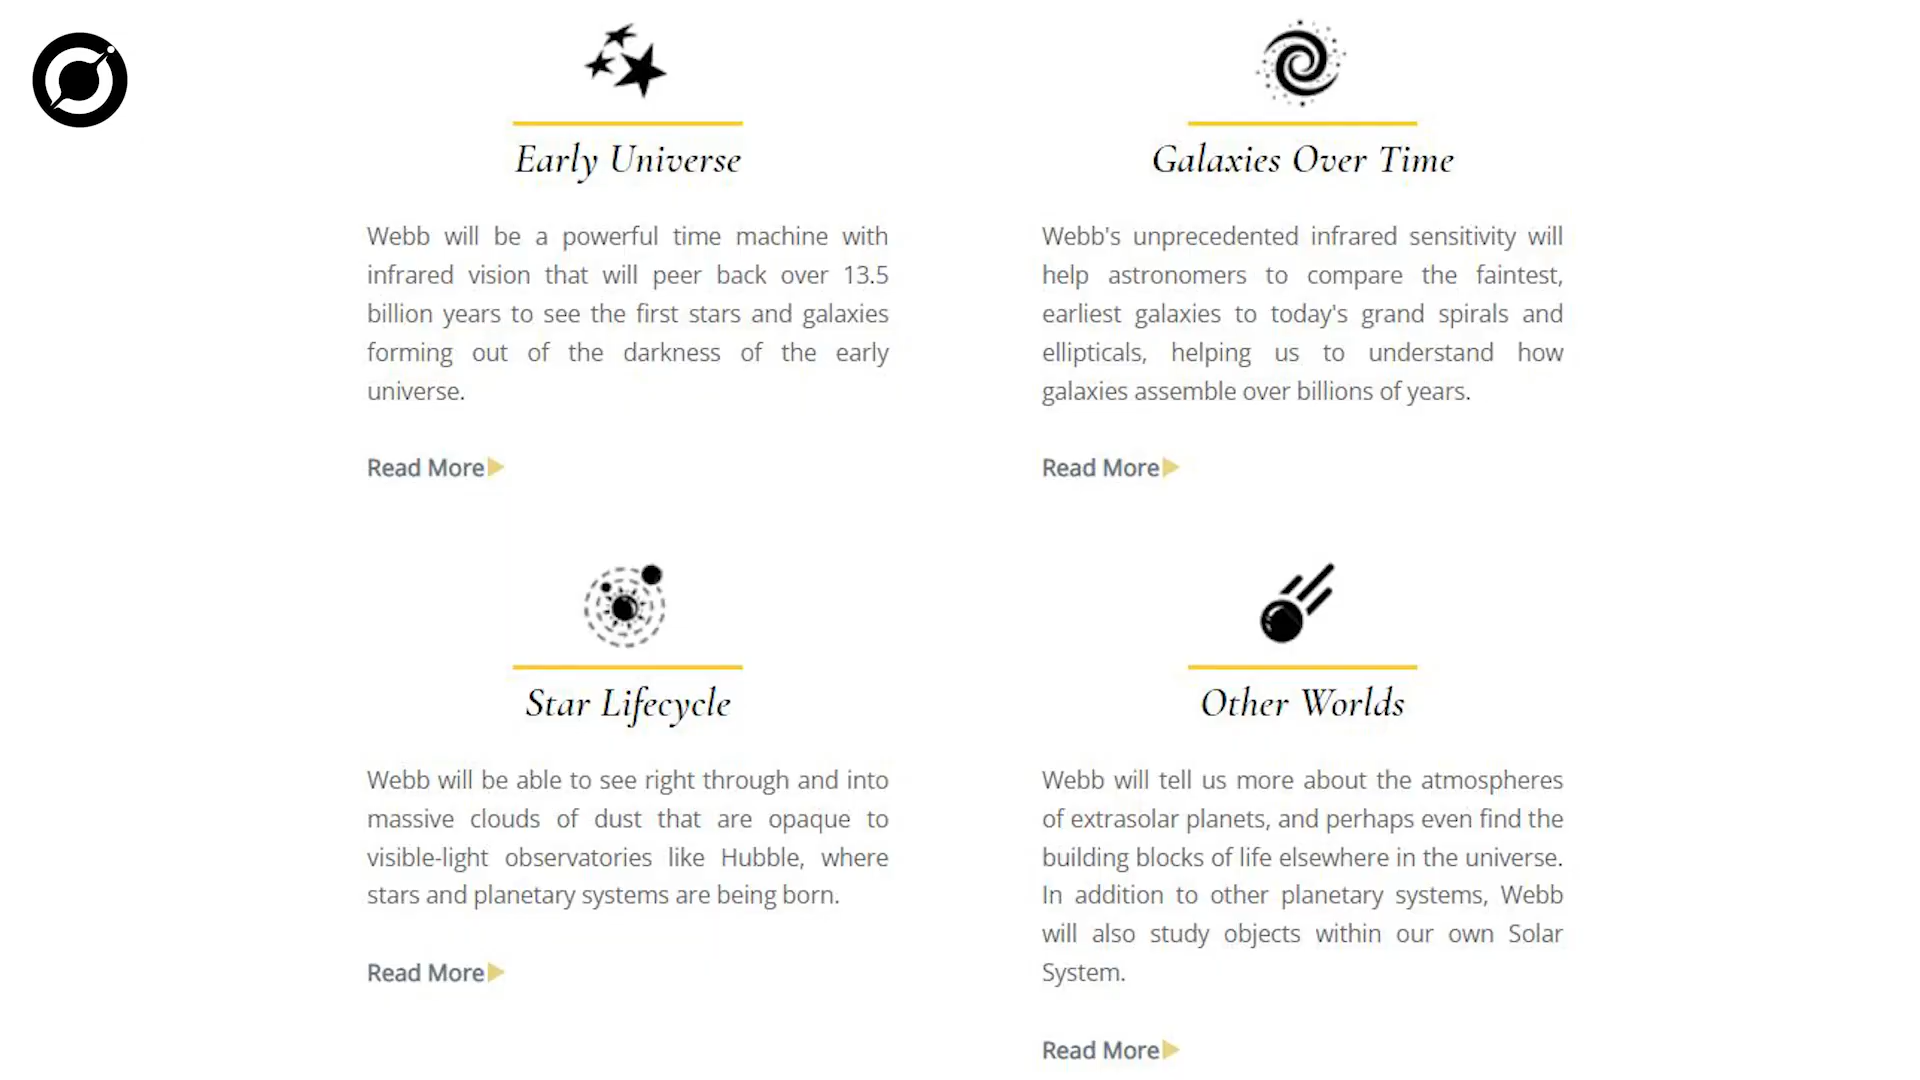 Early Universe
Webb will be a powerful time machine with
infrared vision that will peer back over 13.5
billion years to see the first stars and galaxies
forming out of the darkness of the early
universe.
Read More
Galaxies Over Time
Webb's unprecedented infrared sensitivity will
help astronomers to compare the faintest,
earliest galaxies to today's grand spirals and
ellipticals, helping us to understand how
galaxies assemble over billions of years.
Read More
Star Lifecycle
Webb will be able to see right through and into
massive clouds of dust that are opaque to
visible-light observatories like Hubble, where
stars and planetary systems are being born.
Read More
Other Worlds
Webb will tell us more about the atmospheres
of extrasolar planets, and perhaps even find the
building blocks of life elsewhere in the universe.
In addition to other planetary systems, Webb
will also study objects within our own Solar
System.
Read More